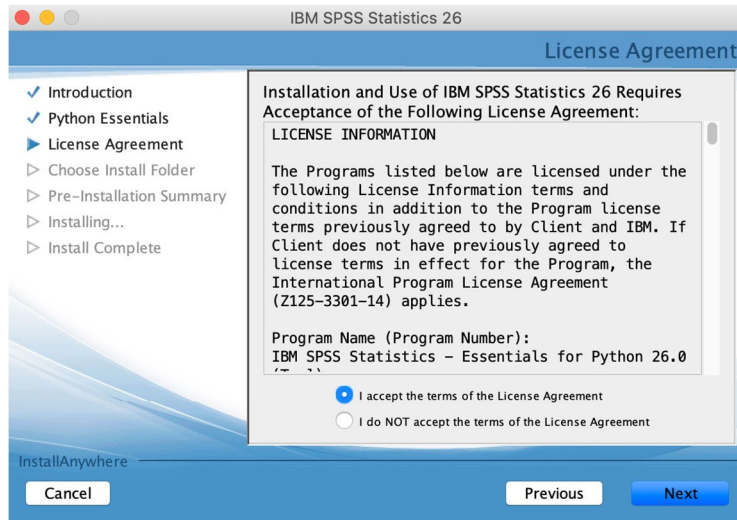 IBM SPSS Statistics 26
License Agreement
Introduction
Python Essentials
License Agreement
Choose Install Folder
Pre-Installation Summary
Installing...
Install Complete
Installation and Use of IBM SPSS Statistics 26 Requires
Acceptance of the Following License Agreement:
LICENSE INFORMATION
The Programs listed below are licensed under the
following License Information terms and
conditions in addition to the Program license
terms previously agreed to by Client and IBM. If
Client does not have previously agreed to
license terms in effect for the Program, the
International Program License Agreement
(Z125-3301-14) applies.
Program Name (Program Number):
IBM SPSS Statistics - Essentials for Python 26.0
I accept the terms of the License Agreement
I do NOT accept the terms of the License Agreement
InstallAnywhere
Cancel
Previous
Next